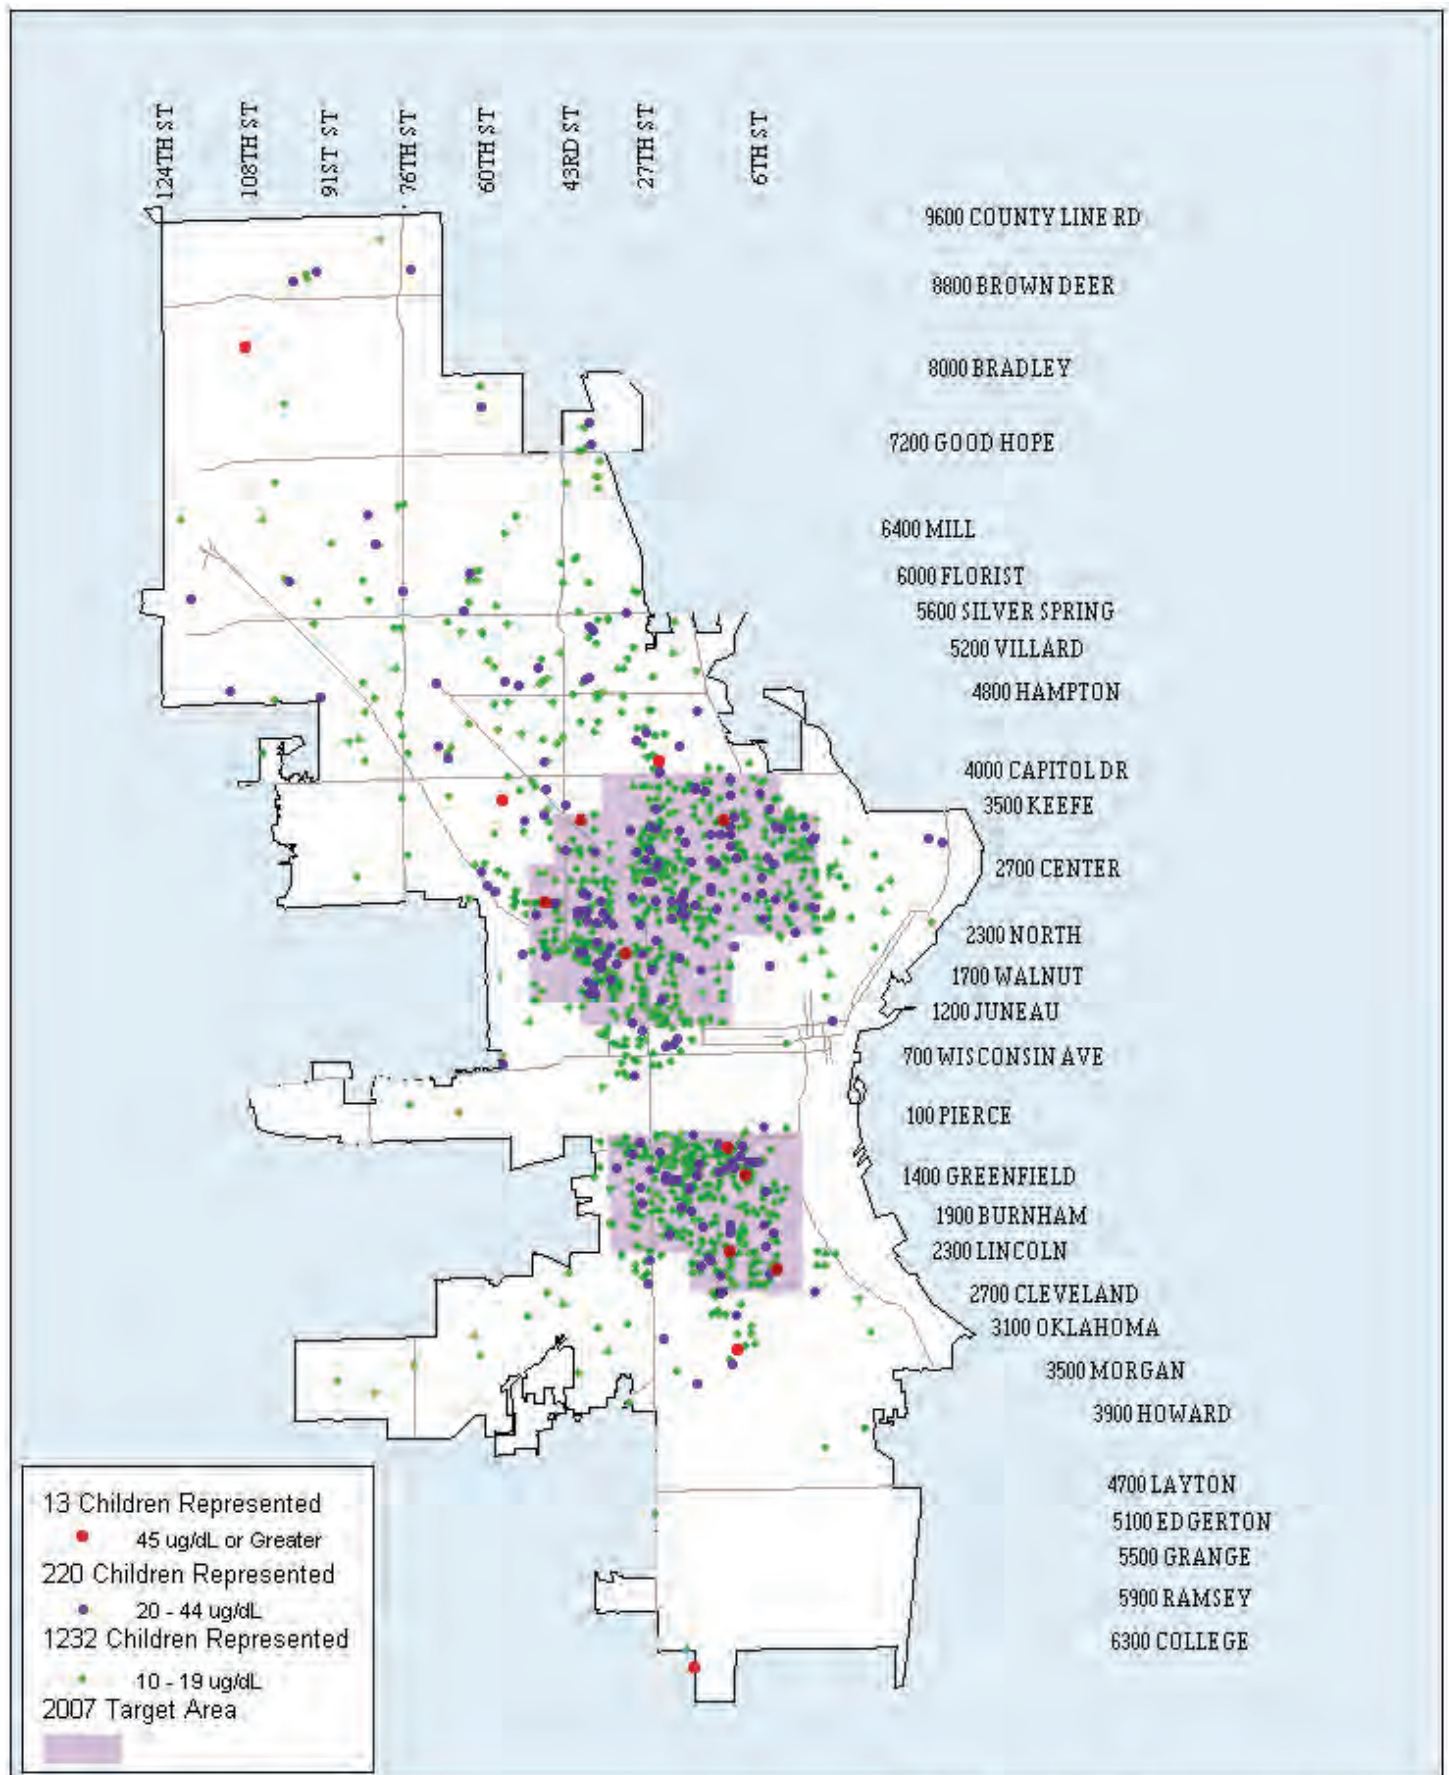 124TH ST
108TH ST
91ST ST
76TH ST
60TH ST
43RD ST
27TH ST
6TH ST
9600 COUNTY LINE RD
8800 BROWN DEER
8000 BRADLEY
7200 GOOD HOPE
6400 MILL
6000 FLORIST
5600 SILVER SPRING
5200 VILLARD
4800 HAMPTON
4000 CAPITOL DR
3500 KEEFE
2700 CENTER
2300 NORTH
1700 WALNUT
1200 JUNEAU
700 WISCONSIN AVE
100 PIERCE
1400 GREENFIELD
1900 BURNHAM
2300 LINCOLN
2700 CLEVELAND
3100 OKLAHOMA
3500 MORGAN
3900 HOWARD
4700 LAYTON
5100 EDGERTON
5500 GRANGE
5900 RAMSEY
6300 COLLEGE
13 Children Represented
45 ug/dL or Greater
220 Children Represented
20 - 44 ug/dL
1232 Children Represented
10 - 19 ug/dL
2007 Target Area